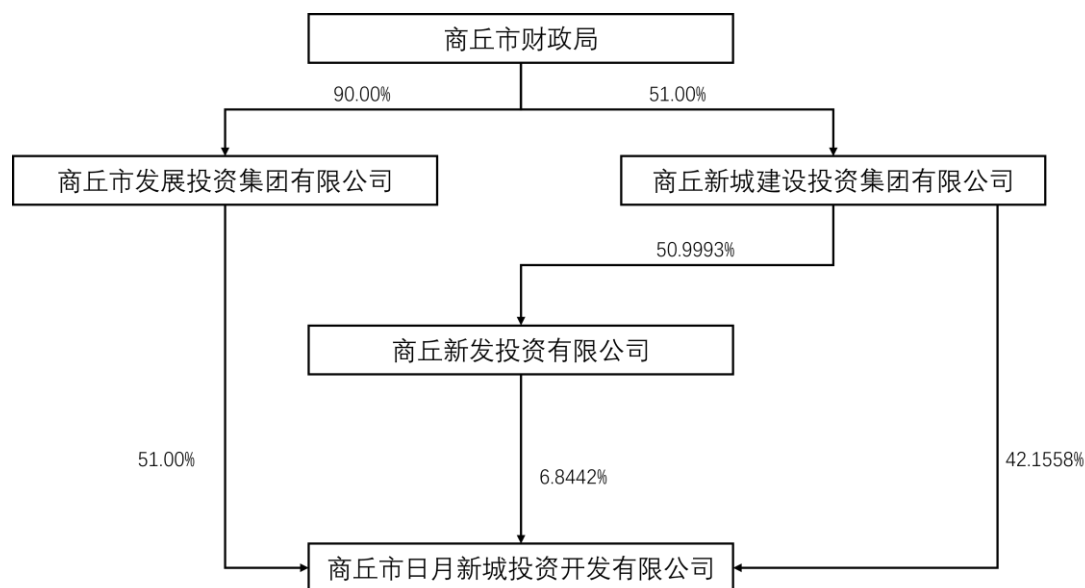 商丘市财政局
90.00%
51.00%
商丘市发展投资集团有限公司
商丘新城建设投资集团有限公司
50.9993%
商丘新发投资有限公司
51.00%
6.8442%
42.1558%
商丘市日月新城投资开发有限公司